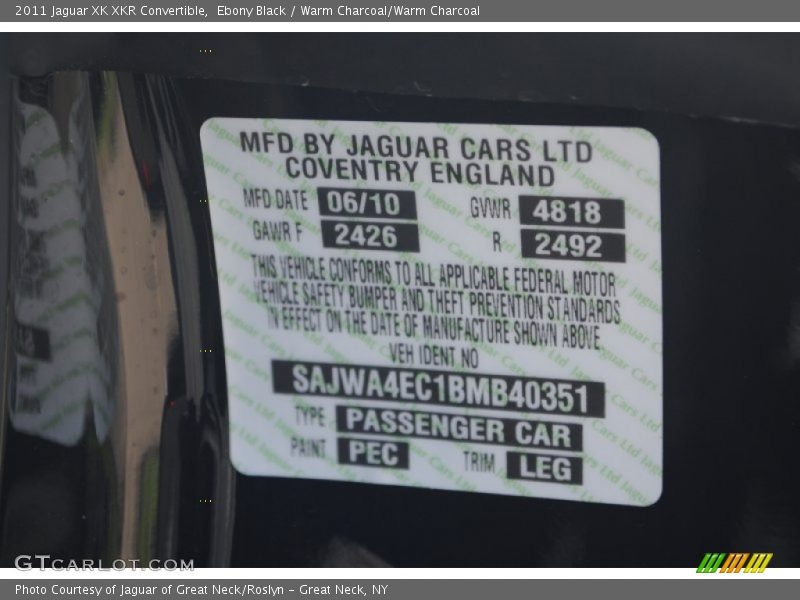 2011 Jaguar XK XKR Convertible, Ebony Black / Warm Charcoal/Warm Charcoal
MFD BY JAGUAR CARS LTD
COVENTRY ENGLAND
MFD DATE 06/10 GVWR 4818
GAWR F 2426 R 2492
THIS VEHICLE CONFORMS TO ALL APPLICABLE FEDERAL MOTOR
VEHICLE SAFETY BUMPER AND THEFT PREVENTION STANDARDS
IN EFFECT ON THE DATE OF MANUFACTURE SHOWN ABOVE
VEH IDENT NO
SAJWA4EC1BMB40351
TYPE PASSENGER CAR
PAINT PEC TRIM LEG
GTCARLOT.COM
Photo Courtesy of Jaguar of Great Neck/Roslyn - Great Neck, NY